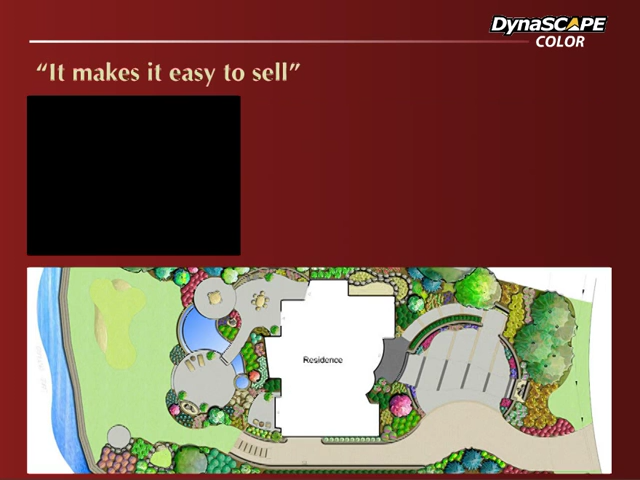 DynaSCAPE
COLOR
“It makes it easy to sell”
Residence